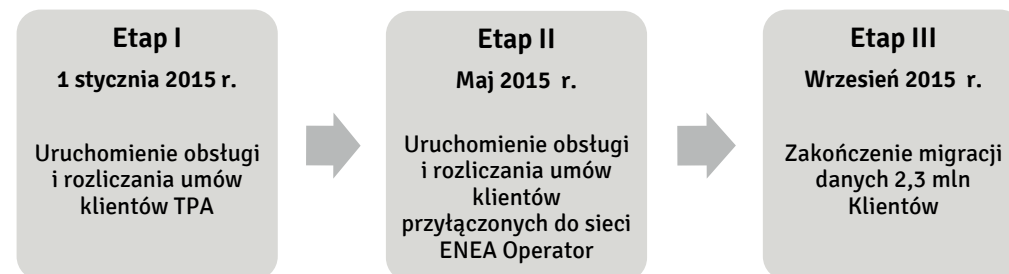 Etap I
1 stycznia 2015 r.
Uruchomienie obsługi
i rozliczania umów
klientów TPA
Etap II
Maj 2015 r.
Uruchomienie obsługi
i rozliczania umów
klientów
przyłączonych do sieci
ENEA Operator
Etap III
Wrzesień 2015 r.
Zakończenie migracji
danych 2,3 mln
Klientów